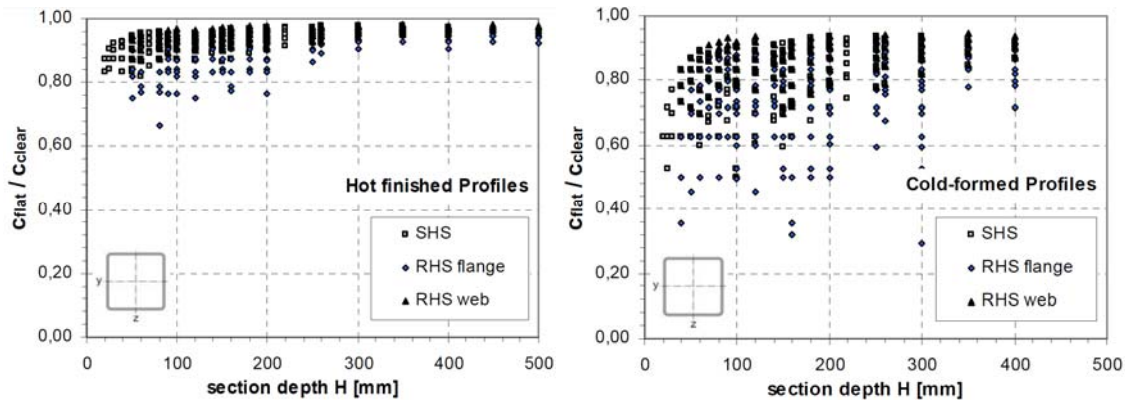 1,00
0,80
0,60
0,40
0,20
0,00
cflat / cclear
Hot finished Profiles
SHS
RHS flange
RHS web
y
z
0 100 200 300 400 500
section depth H [mm]
1,00
0,80
0,60
0,40
0,20
0,00
cflat / cclear
Cold-formed Profiles
SHS
RHS flange
RHS web
y
z
0 100 200 300 400 500
section depth H [mm]